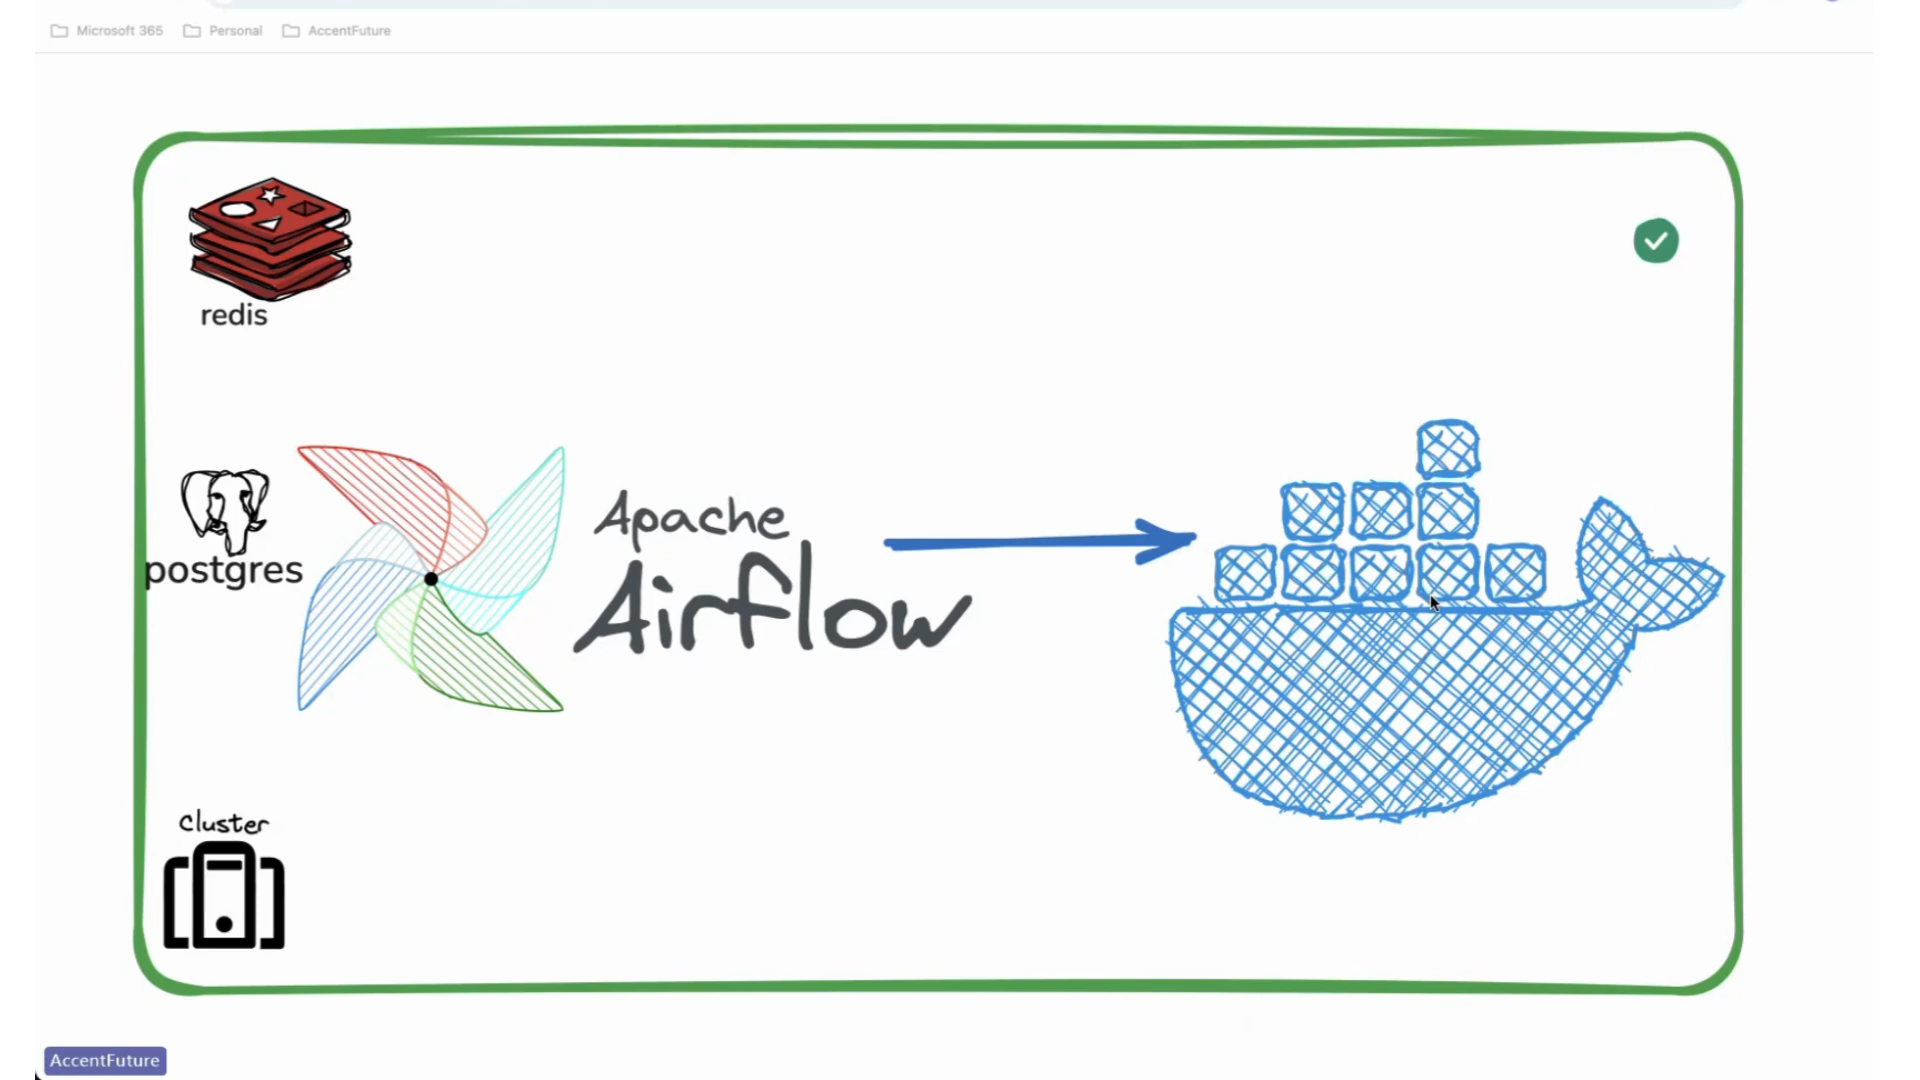 Microsoft 365 Personal AccentFuture
redis
postgres
Apache
Airflow
cluster
AccentFuture